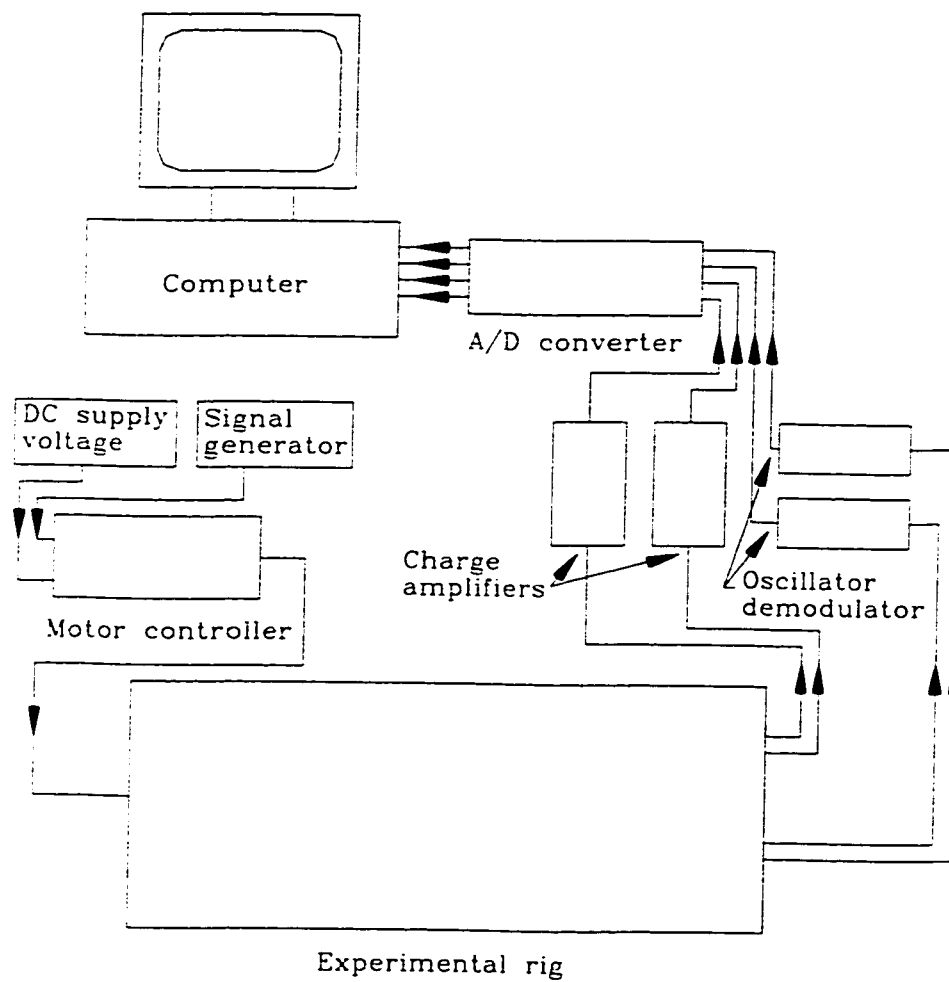 Computer
A/D converter
DC supply
voltage
Signal
generator
Charge
amplifiers
Oscillator
demodulator
Motor controller
Experimental rig